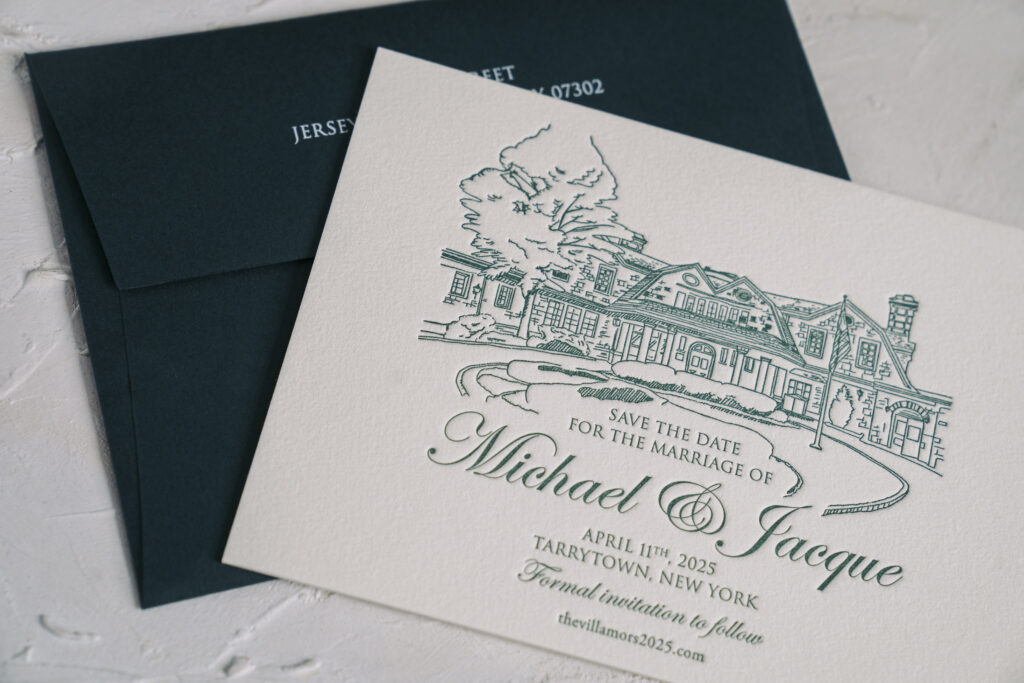 REET
07302
JERSEY
SAVE THE DATE
FOR THE MARRIAGE OF
Michael & Jacque
APRIL 11TH, 2025
TARRYTOWN, NEW YORK
Formal invitation to follow
thevillamors2025.com